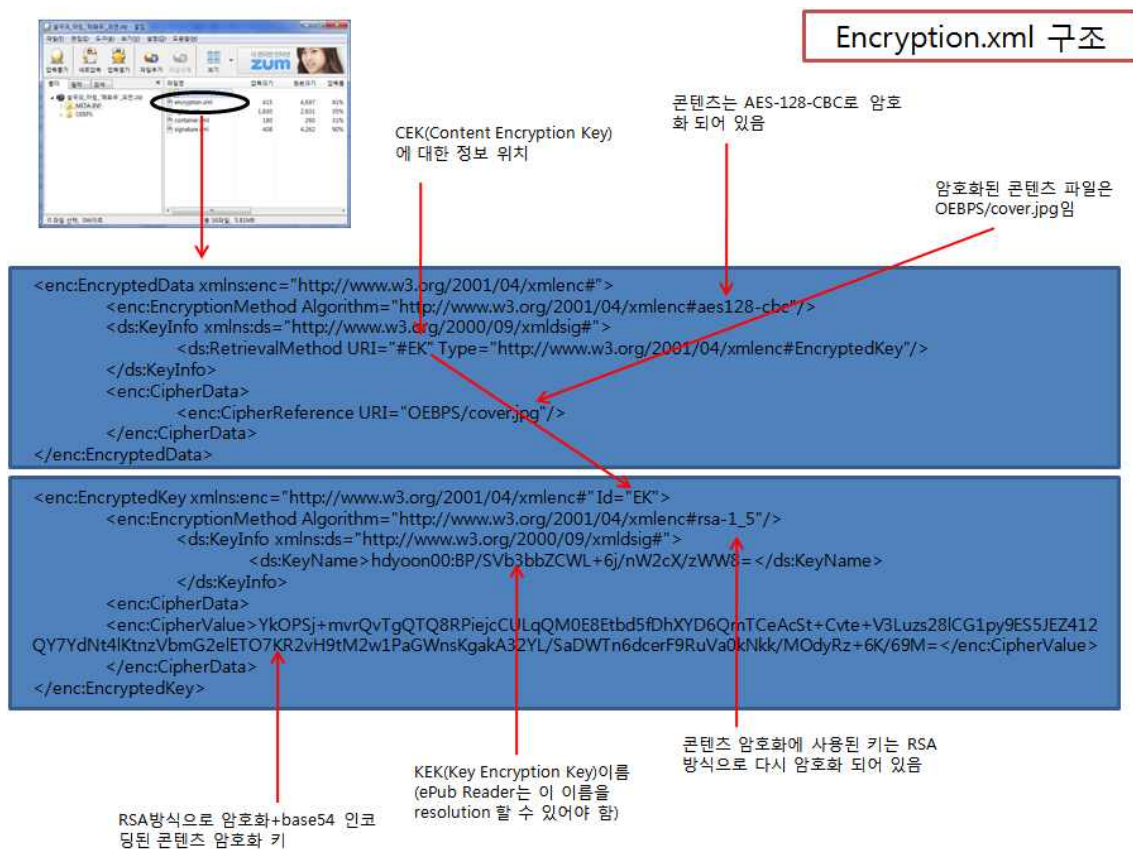 Encryption.xml 구조
zum
META-INF
OEBPS
encryption.xml 415 4,697 91%
콘텐츠는 AES-128-CBC로 암호
화 되어 있음
CEK(Content Encryption Key)
에 대한 정보 위치
암호화된 콘텐츠 파일은
OEBPS/cover.jpg임
<enc:EncryptedData xmlns:enc="http://www.w3.org/2001/04/xmlenc#">
<enc:EncryptionMethod Algorithm="http://www.w3.org/2001/04/xmlenc#aes128-cbc"/>
<ds:KeyInfo xmlns:ds="http://www.w3.org/2000/09/xmldsig#">
<ds:RetrievalMethod URI="#EK" Type="http://www.w3.org/2001/04/xmlenc#EncryptedKey"/>
</ds:KeyInfo>
<enc:CipherData>
<enc:CipherReference URI="OEBPS/cover.jpg"/>
</enc:CipherData>
</enc:EncryptedData>
<enc:EncryptedKey xmlns:enc="http://www.w3.org/2001/04/xmlenc#" Id="EK">
<enc:EncryptionMethod Algorithm="http://www.w3.org/2001/04/xmlenc#rsa-1_5"/>
<ds:KeyInfo xmlns:ds="http://www.w3.org/2000/09/xmldsig#">
<ds:KeyName>hdyoon00:BP/SVb3bbZCWL+6j/nW2cX/zWW8=</ds:KeyName>
</ds:KeyInfo>
<enc:CipherData>
<enc:CipherValue>YkOPSj+mvrQvTgQTQ8RPiejcCULqQM0E8Etbd5fDhXYD6QmTCeAcSt+Cvte+V3Luzs28lCG1py9ES5JEZ412
QY7YdNt4lKtnzVbmG2elETO7KR2vH9tM2w1PaGWnsKgakA32YL/SaDWTn6dcerF9RuVa0kNkk/MOdyRz+6K/69M=</enc:CipherValue>
</enc:CipherData>
</enc:EncryptedKey>
콘텐츠 암호화에 사용된 키는 RSA
방식으로 다시 암호화 되어 있음
KEK(Key Encryption Key)이름
(ePub Reader는 이 이름을
resolution 할 수 있어야 함)
RSA방식으로 암호화+base54 인코
딩된 콘텐츠 암호화 키